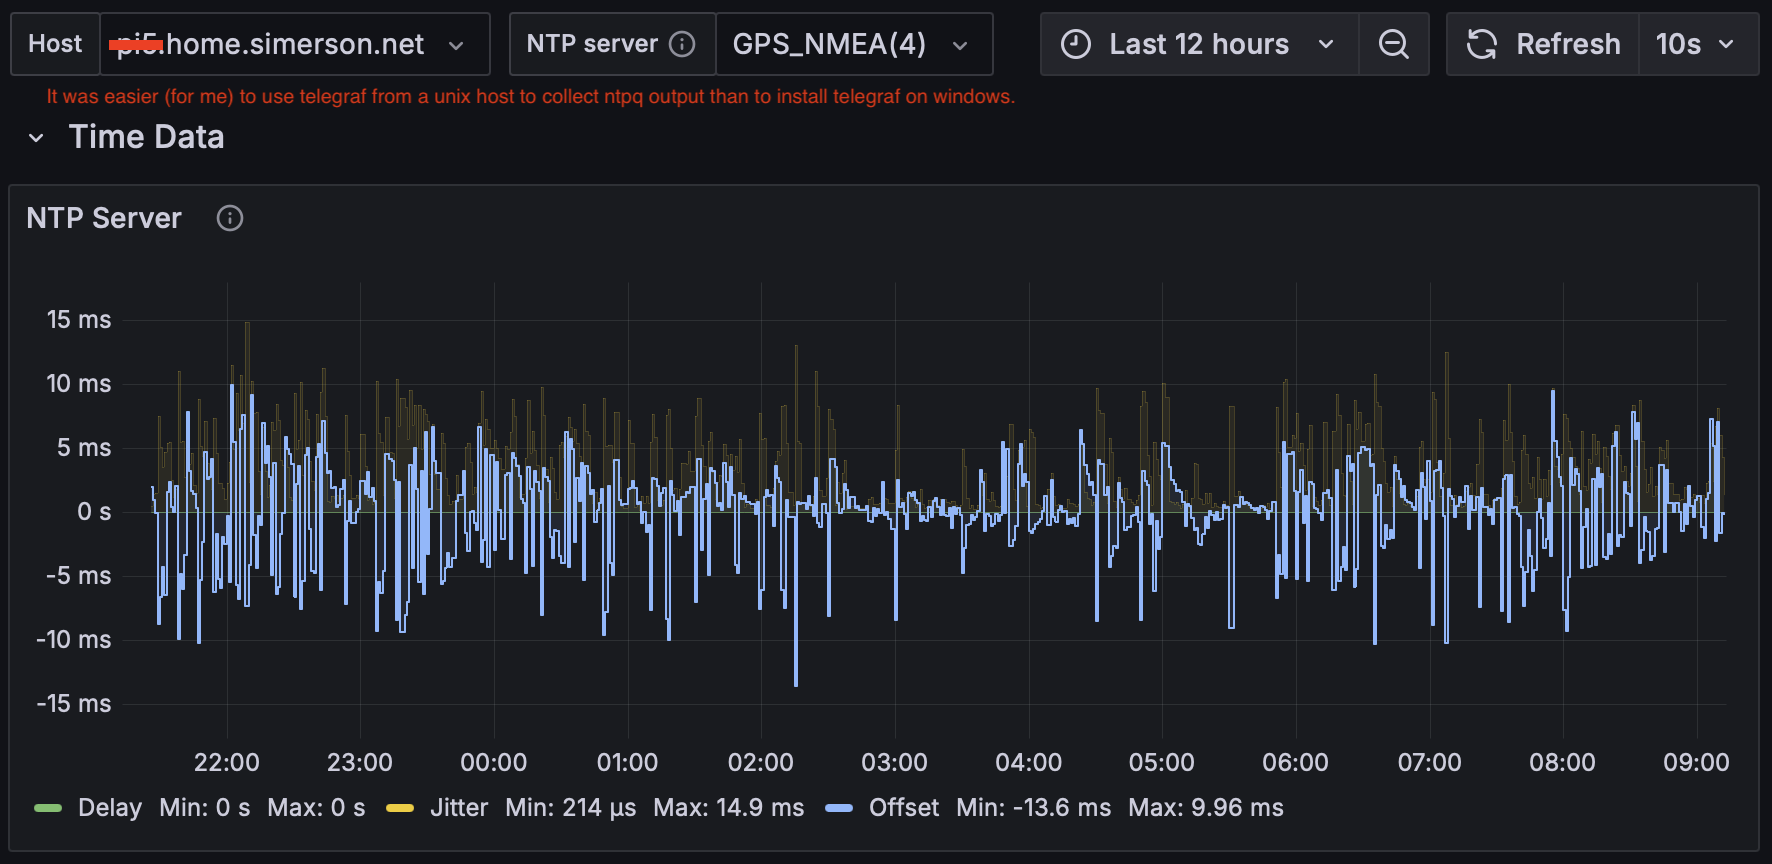 Host pi5.home.simerson.net NTP server GPS_NMEA(4) Last 12 hours Refresh 10s
It was easier (for me) to use telegraf from a unix host to collect ntpq output than to install telegraf on windows.
Time Data
NTP Server
15 ms
10 ms
5 ms
0 s
-5 ms
-10 ms
-15 ms
22:00 23:00 00:00 01:00 02:00 03:00 04:00 05:00 06:00 07:00 08:00 09:00
Delay Min: 0 s Max: 0 s Jitter Min: 214 µs Max: 14.9 ms Offset Min: -13.6 ms Max: 9.96 ms